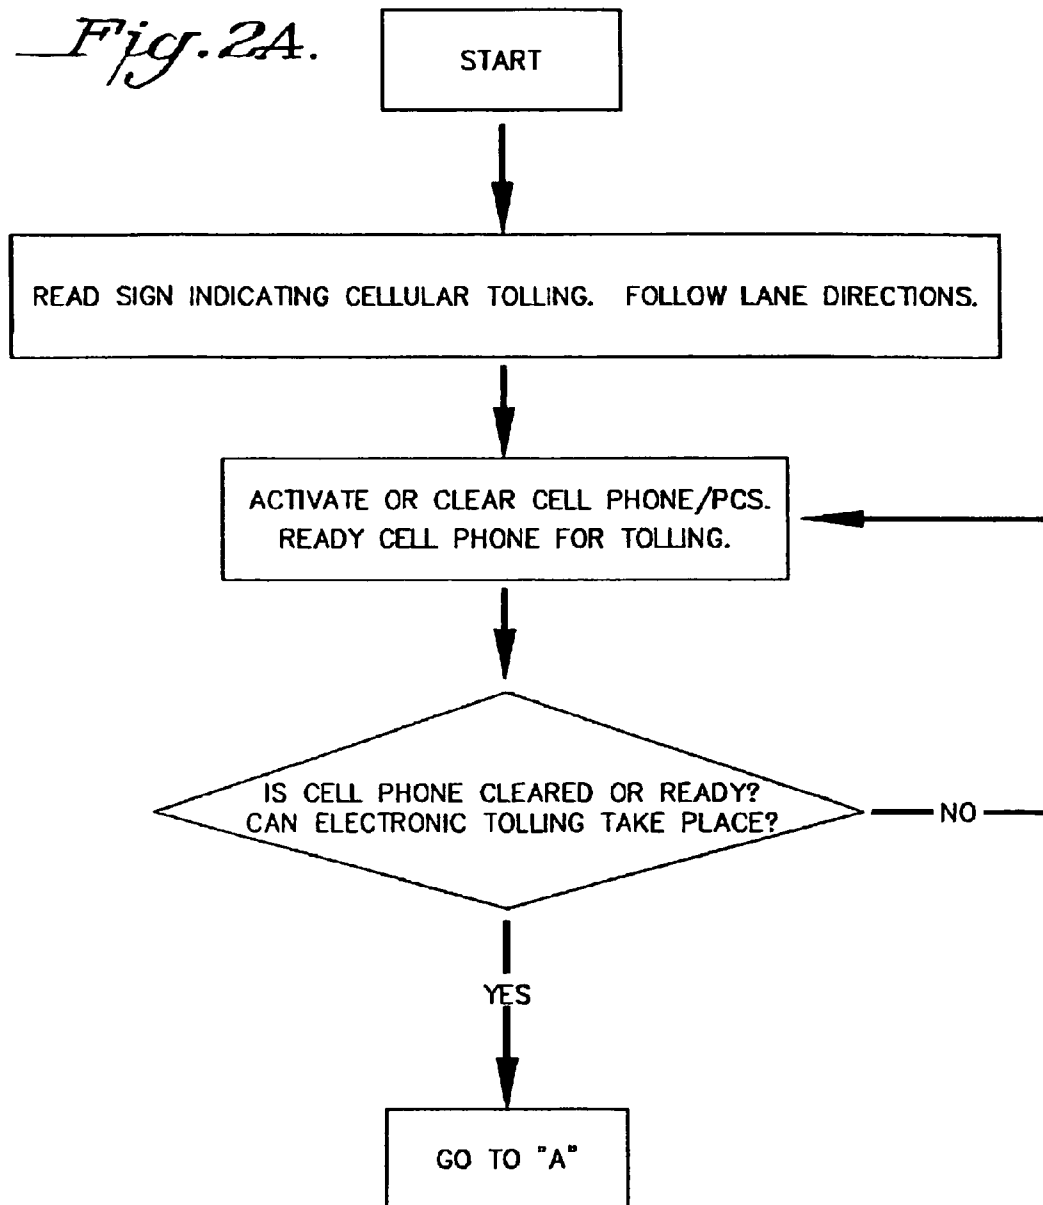 Fig. 2A.
START
READ SIGN INDICATING CELLULAR TOLLING. FOLLOW LANE DIRECTIONS.
ACTIVATE OR CLEAR CELL PHONE/PCS.
READY CELL PHONE FOR TOLLING.
IS CELL PHONE CLEARED OR READY?
CAN ELECTRONIC TOLLING TAKE PLACE?
NO
YES
GO TO "A"